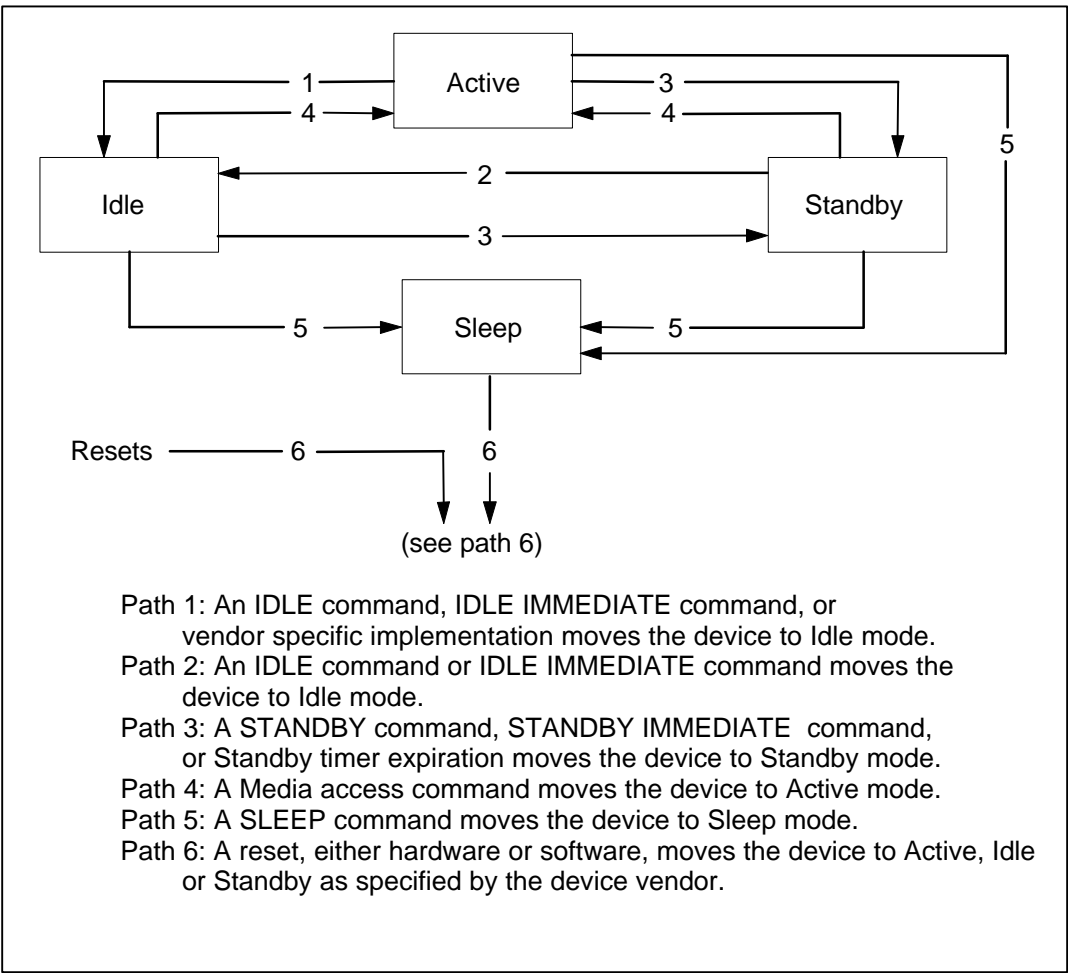 Active
1
3
4
4
5
Idle
2
Standby
3
5
Sleep
5
Resets
6
6
(see path 6)
Path 1: An IDLE command, IDLE IMMEDIATE command, or
vendor specific implementation moves the device to Idle mode.
Path 2: An IDLE command or IDLE IMMEDIATE command moves the
device to Idle mode.
Path 3: A STANDBY command, STANDBY IMMEDIATE command,
or Standby timer expiration moves the device to Standby mode.
Path 4: A Media access command moves the device to Active mode.
Path 5: A SLEEP command moves the device to Sleep mode.
Path 6: A reset, either hardware or software, moves the device to Active, Idle
or Standby as specified by the device vendor.